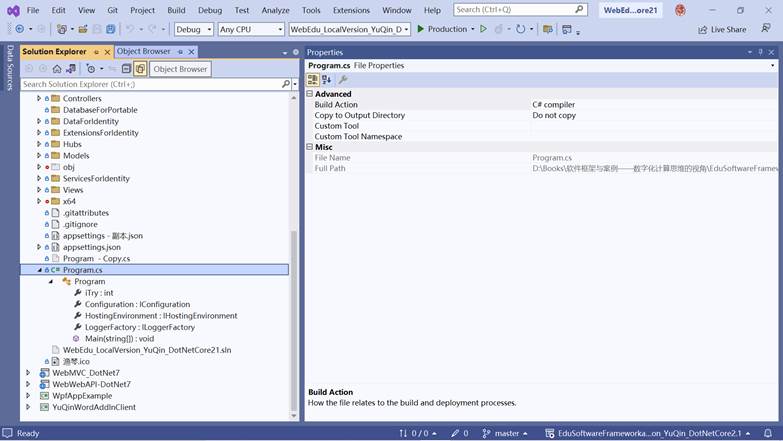 File Edit View Git Project Build Debug Test Analyze Tools Extensions Window Help Search (Ctrl+;) WebEd...ore21
Debug Any CPU WebEdu_LocalVersion_YuQin_D Production Live Share
Data Sources
Solution Explorer Object Browser
Object Browser
Search Solution Explorer (Ctrl+;)
Controllers
DatabaseForPortable
DataForIdentity
ExtensionsForIdentity
Hubs
Models
obj
ServicesForIdentity
Views
x64
.gitattributes
.gitignore
appsettings - 副本.json
appsettings.json
Program - Copy.cs
C# Program.cs
Program
iTry : int
Configuration : IConfiguration
HostingEnvironment : IHostingEnvironment
LoggerFactory : ILoggerFactory
Main(string[]) : void
WebEdu_LocalVersion_YuQin_DotNetCore21.sln
渔琴.ico
WebMVC_DotNet7
WebWebAPI-DotNet7
WpfAppExample
YuQinWordAddInClient
Properties
Program.cs File Properties
Advanced
Build Action C# compiler
Copy to Output Directory Do not copy
Custom Tool
Custom Tool Namespace
Misc
File Name Program.cs
Full Path D:\Books\软件框架与案例——数字化计算思维的视角\EduSoftwareFramew
Build Action
How the file relates to the build and deployment processes.
Ready 0 / 0 0 master EduSoftwareFrameworka...on_YuQin_DotNetCore2.1